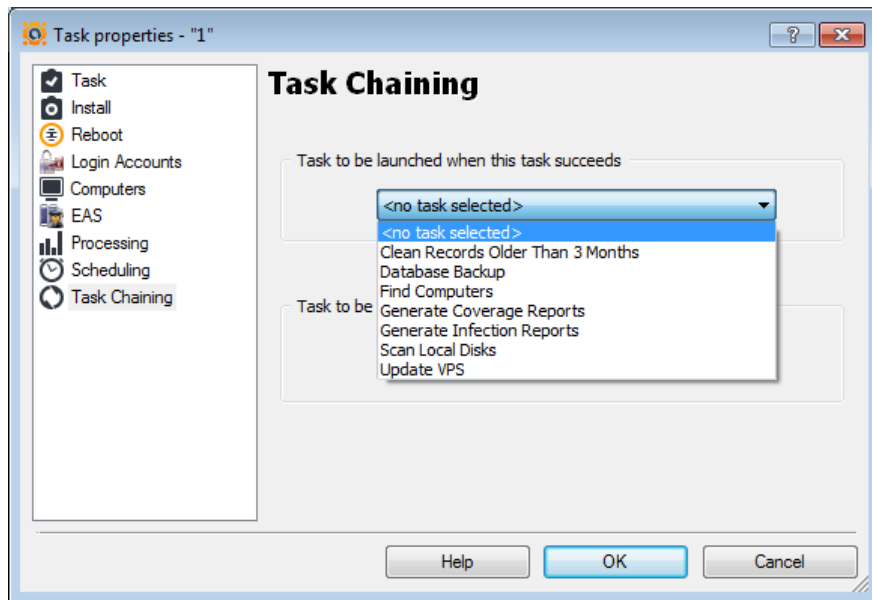 Task properties - "1"
Task
Install
Reboot
Login Accounts
Computers
EAS
Processing
Scheduling
Task Chaining
Task Chaining
Task to be launched when this task succeeds
<no task selected>
<no task selected>
Clean Records Older Than 3 Months
Database Backup
Find Computers
Generate Coverage Reports
Generate Infection Reports
Scan Local Disks
Update VPS
Task to be
Help
OK
Cancel